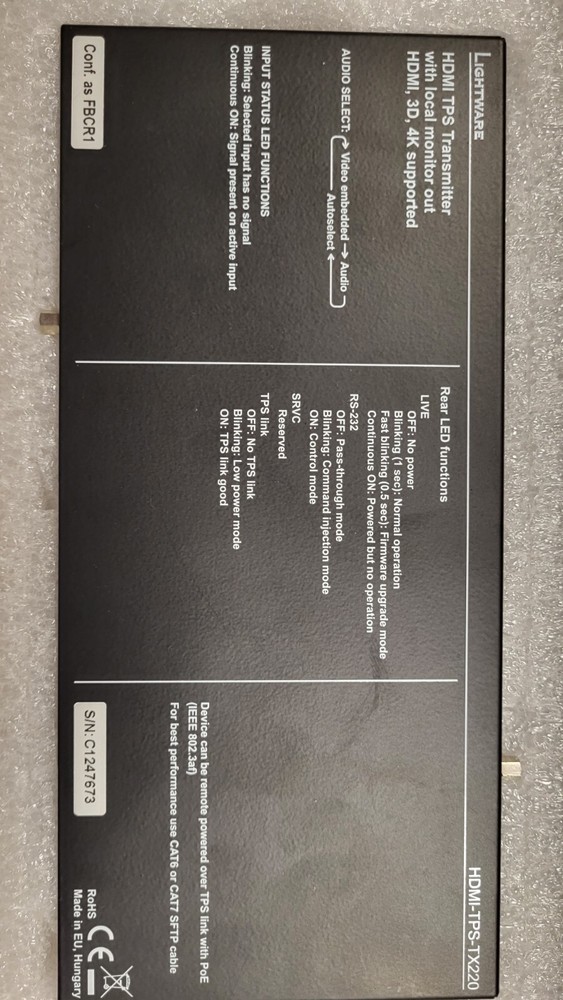 LIGHTWARE
HDMI-TPS-TX220
HDMI TPS Transmitter
with local monitor out
HDMI, 3D, 4K supported
AUDIO SELECT: Video embedded → Audio
Autoselect
INPUT STATUS LED FUNCTIONS
Blinking: Selected input has no signal
Continuous ON: Signal present on active input
Conf. as FBCR1
Rear LED functions
LIVE
OFF: No power
Blinking (1 sec): Normal operation
Fast blinking (0.5 sec): Firmware upgrade mode
Continuous ON: Powered but no operation
RS-232
OFF: Pass-through mode
Blinking: Command injection mode
ON: Control mode
SRVC
Reserved
TPS link
OFF: No TPS link
Blinking: Low power mode
ON: TPS link good
Device can be remote powered over TPS link with PoE
(IEEE 802.3af)
For best performance use CAT6 or CAT7 SFTP cable
S/N: C1247673
RoHS CE
Made in EU, Hungary